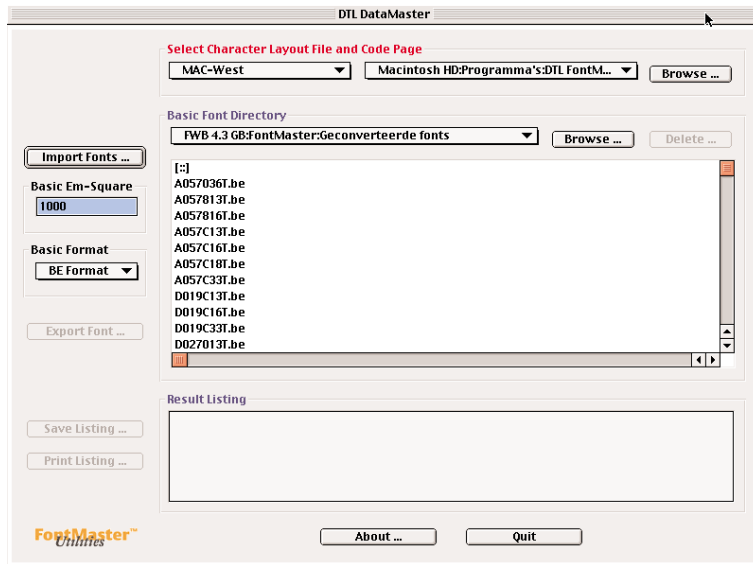 DTL DataMaster
Select Character Layout File and Code Page
MAC-West
Macintosh HD:Programma's:DTL FontM...
Browse ...
Basic Font Directory
FWB 4.3 GB:FontMaster:Geconverteerde fonts
Browse ...
Delete ...
Import Fonts ...
Basic Em-Square
1000
Basic Format
BE Format
Export Font ...
[::]
A057036T.be
A057813T.be
A057816T.be
A057C13T.be
A057C16T.be
A057C18T.be
A057C33T.be
D019C13T.be
D019C16T.be
D019C33T.be
D027013T.be
Result Listing
Save Listing ...
Print Listing ...
FontMaster™
Utilities
About ...
Quit